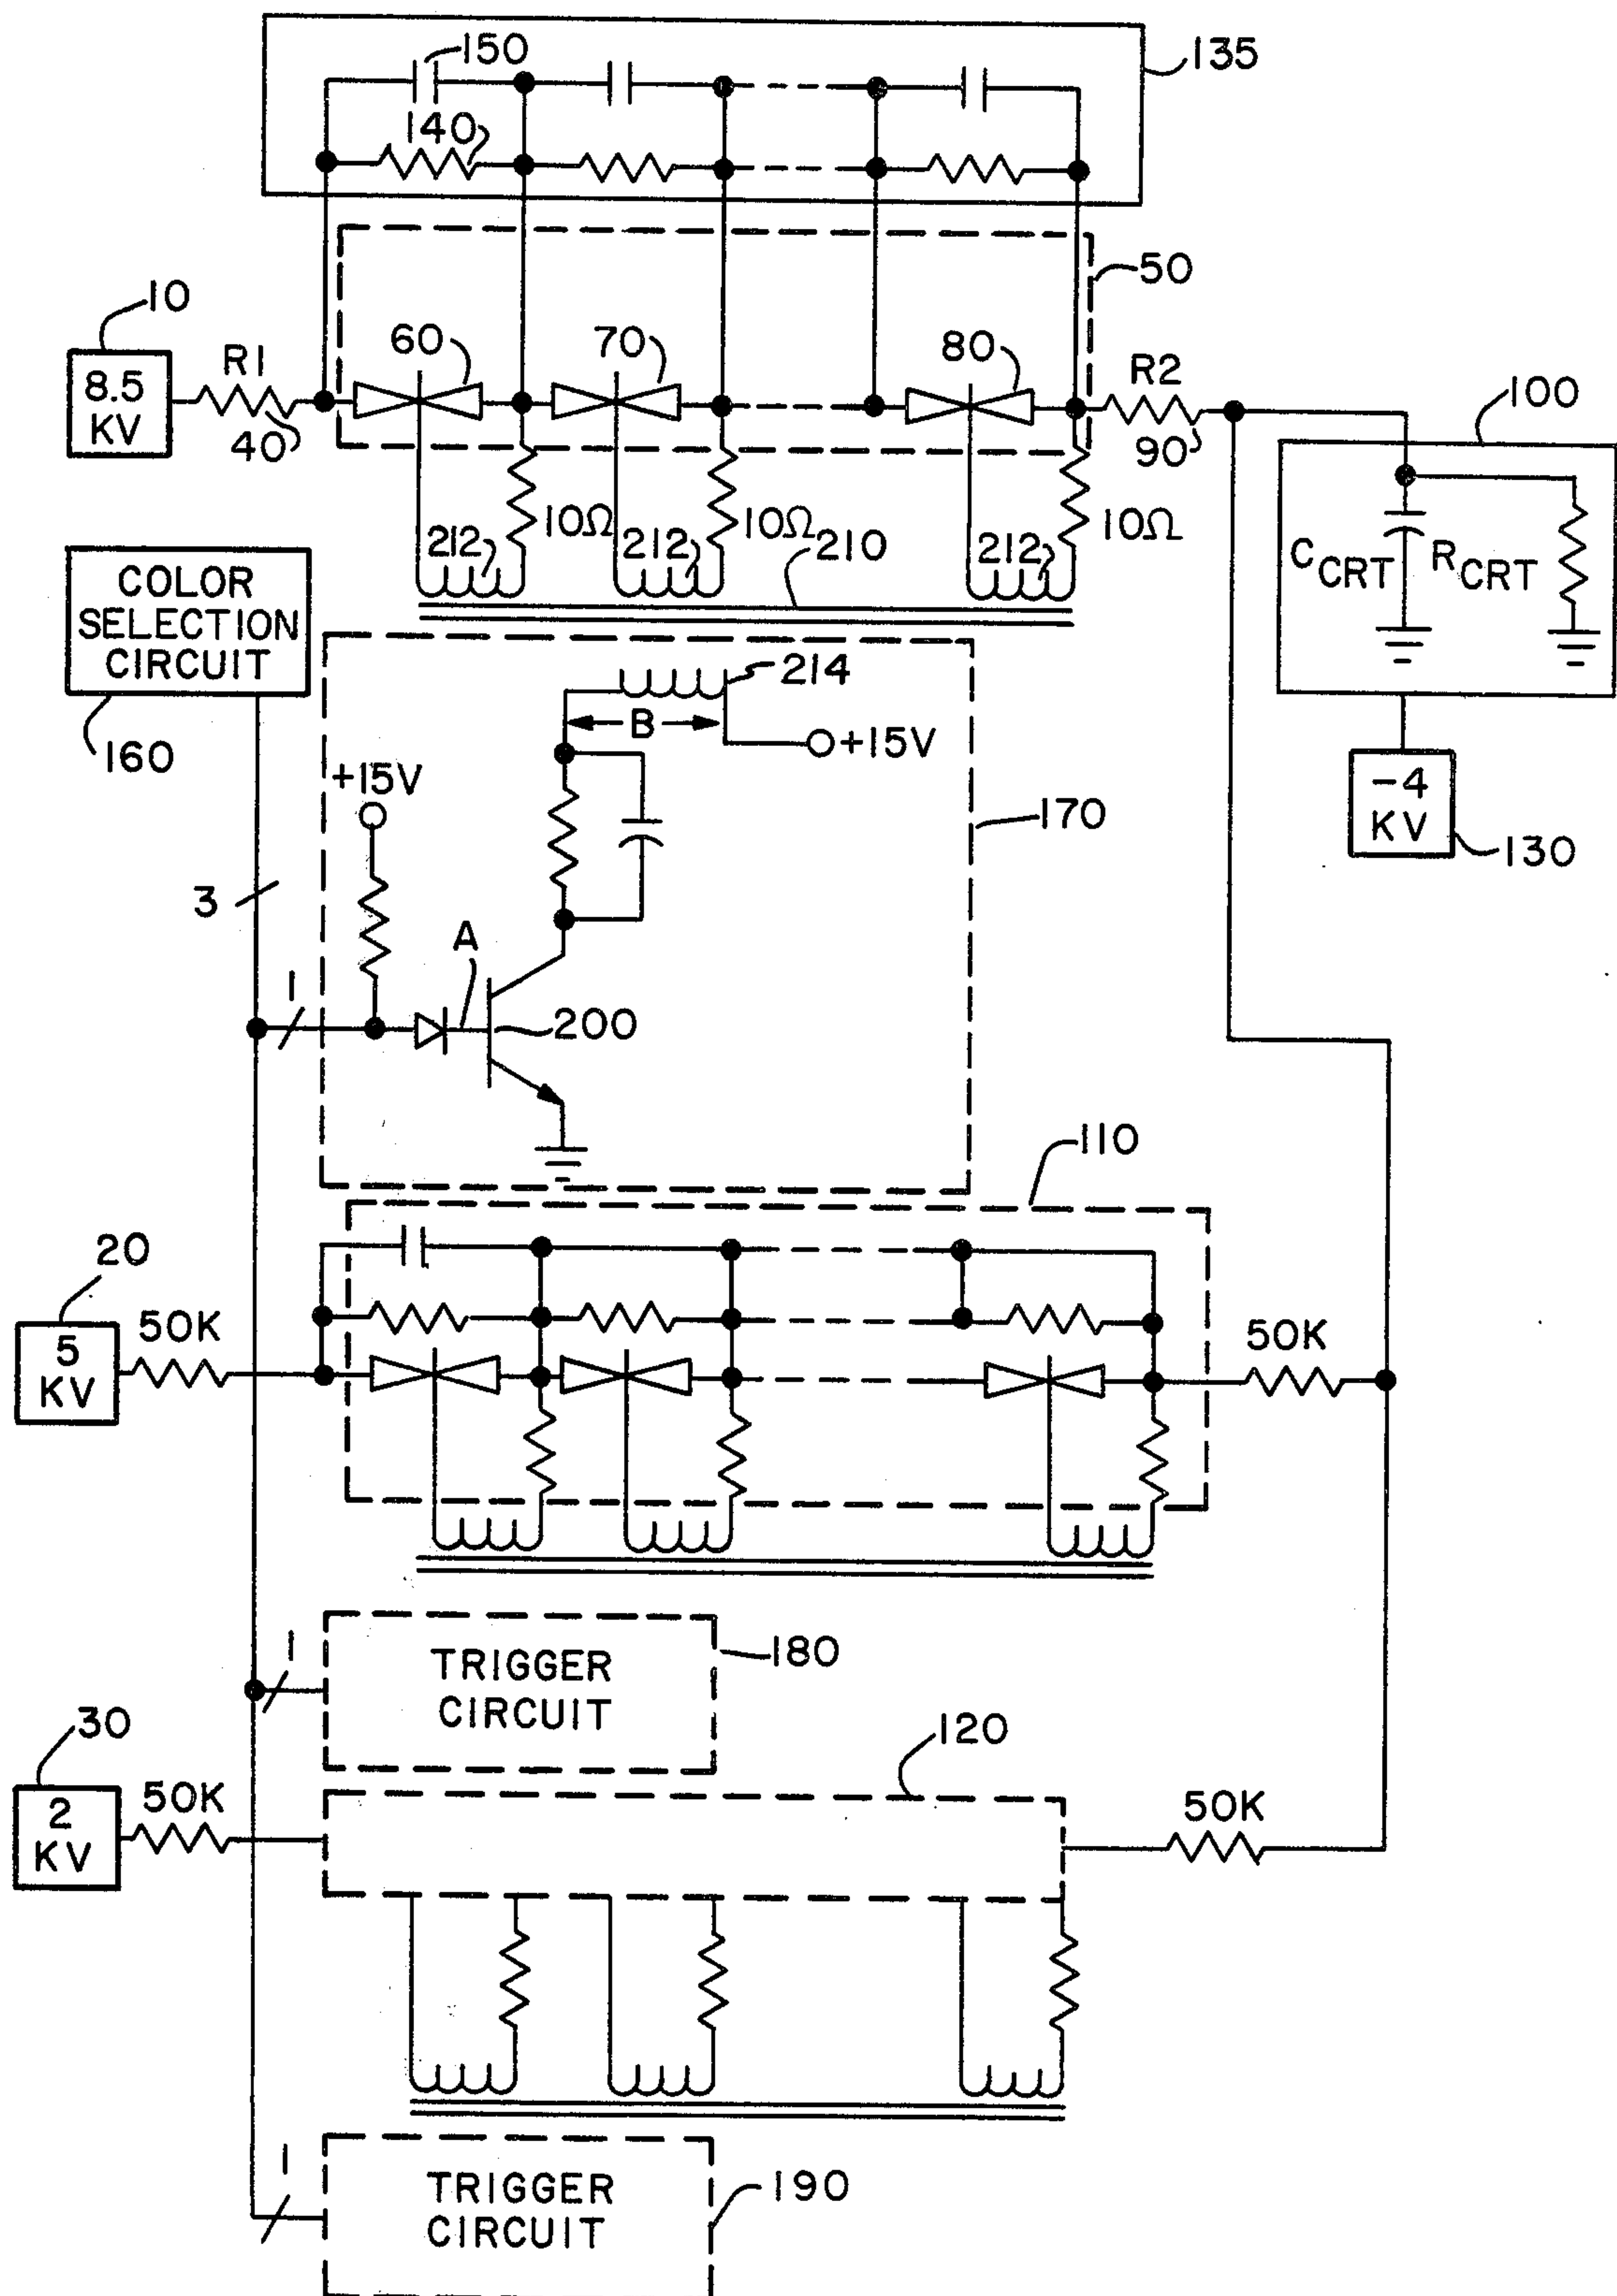 150
135
140
50
10
60
70
80
R1
R2
8.5
KV
100
40
90
10Ω
10Ω
10Ω
212
212
210
212
C CRT
R CRT
COLOR
SELECTION
CIRCUIT
214
B
+15V
160
+15V
-4
KV
170
130
3
A
1
200
110
20
5
KV
50K
50K
1
180
TRIGGER
CIRCUIT
30
120
2
KV
50K
50K
1
TRIGGER
CIRCUIT
190